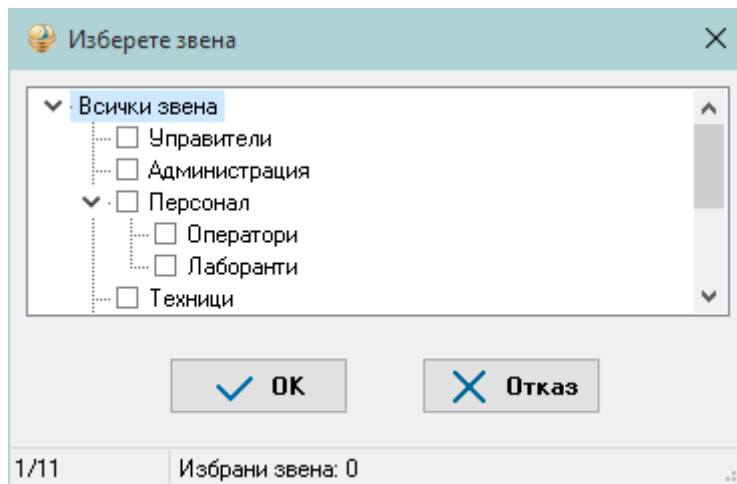 Изберете звена
Всички звена
Управители
Администрация
Персонал
Оператори
Лаборанти
Техници
OK
Отказ
1/11 Избрани звена: 0